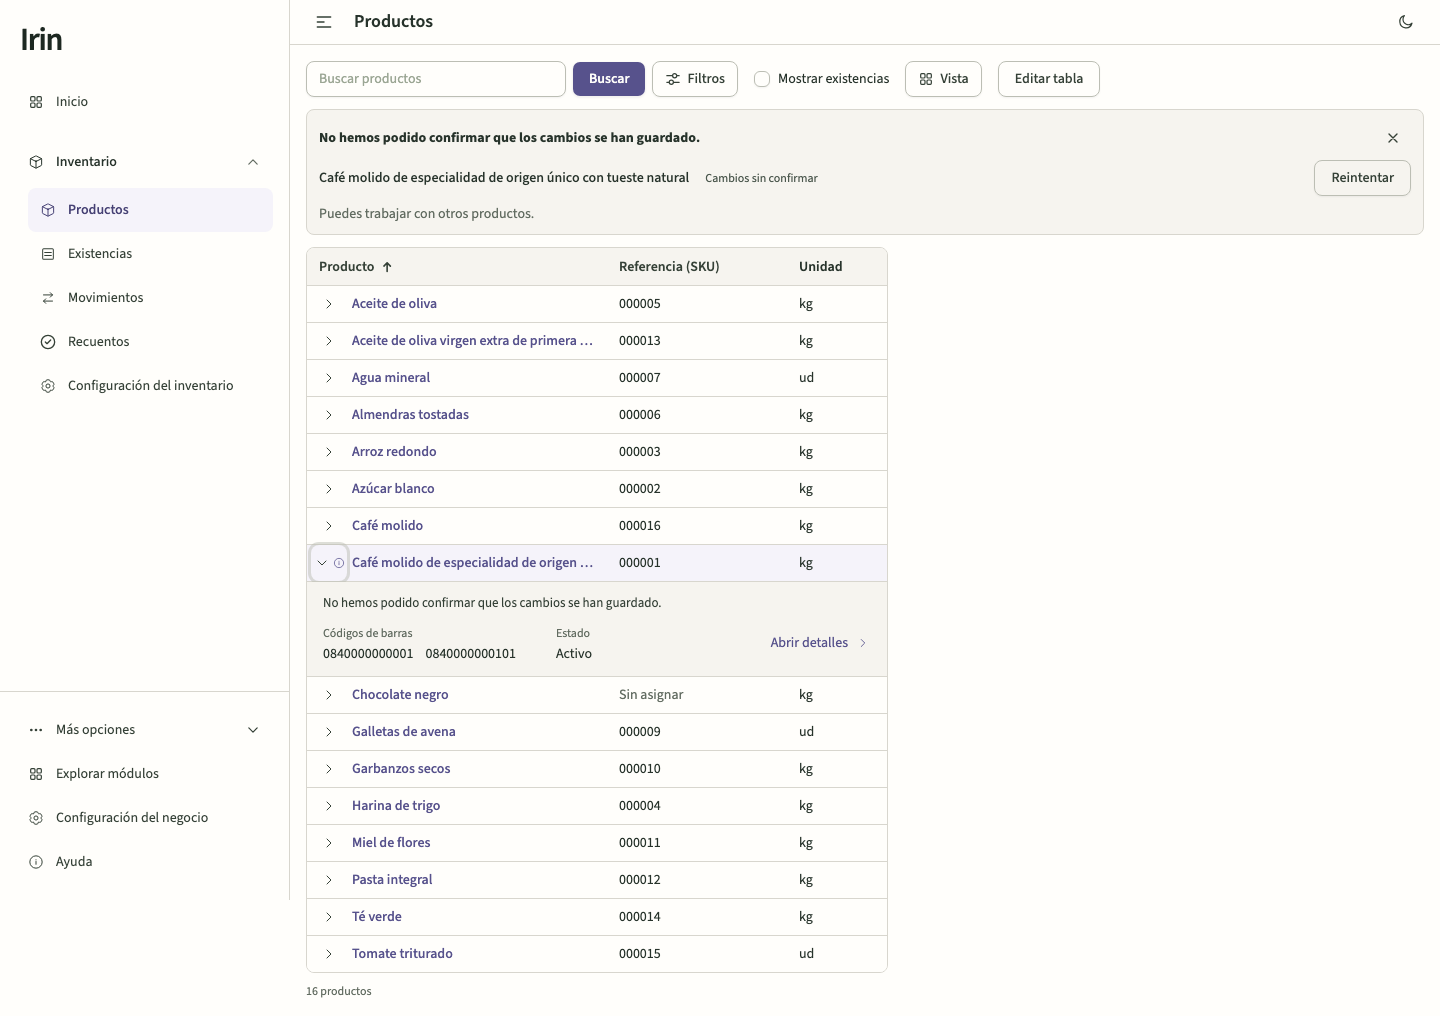 Irin
Productos
Inicio
Inventario
Productos
Existencias
Movimientos
Recuentos
Configuración del inventario
Más opciones
Explorar módulos
Configuración del negocio
Ayuda
Buscar productos Buscar Filtros Mostrar existencias Vista Editar tabla
No hemos podido confirmar que los cambios se han guardado.
Café molido de especialidad de origen único con tueste natural Cambios sin confirmar Reintentar
Puedes trabajar con otros productos.
Producto Referencia (SKU) Unidad
Aceite de oliva 000005 kg
Aceite de oliva virgen extra de primera … 000013 kg
Agua mineral 000007 ud
Almendras tostadas 000006 kg
Arroz redondo 000003 kg
Azúcar blanco 000002 kg
Café molido 000016 kg
Café molido de especialidad de origen … 000001 kg
No hemos podido confirmar que los cambios se han guardado.
Códigos de barras Estado
0840000000001 0840000000101 Activo
Abrir detalles
Chocolate negro Sin asignar kg
Galletas de avena 000009 ud
Garbanzos secos 000010 kg
Harina de trigo 000004 kg
Miel de flores 000011 kg
Pasta integral 000012 kg
Té verde 000014 kg
Tomate triturado 000015 ud
16 productos